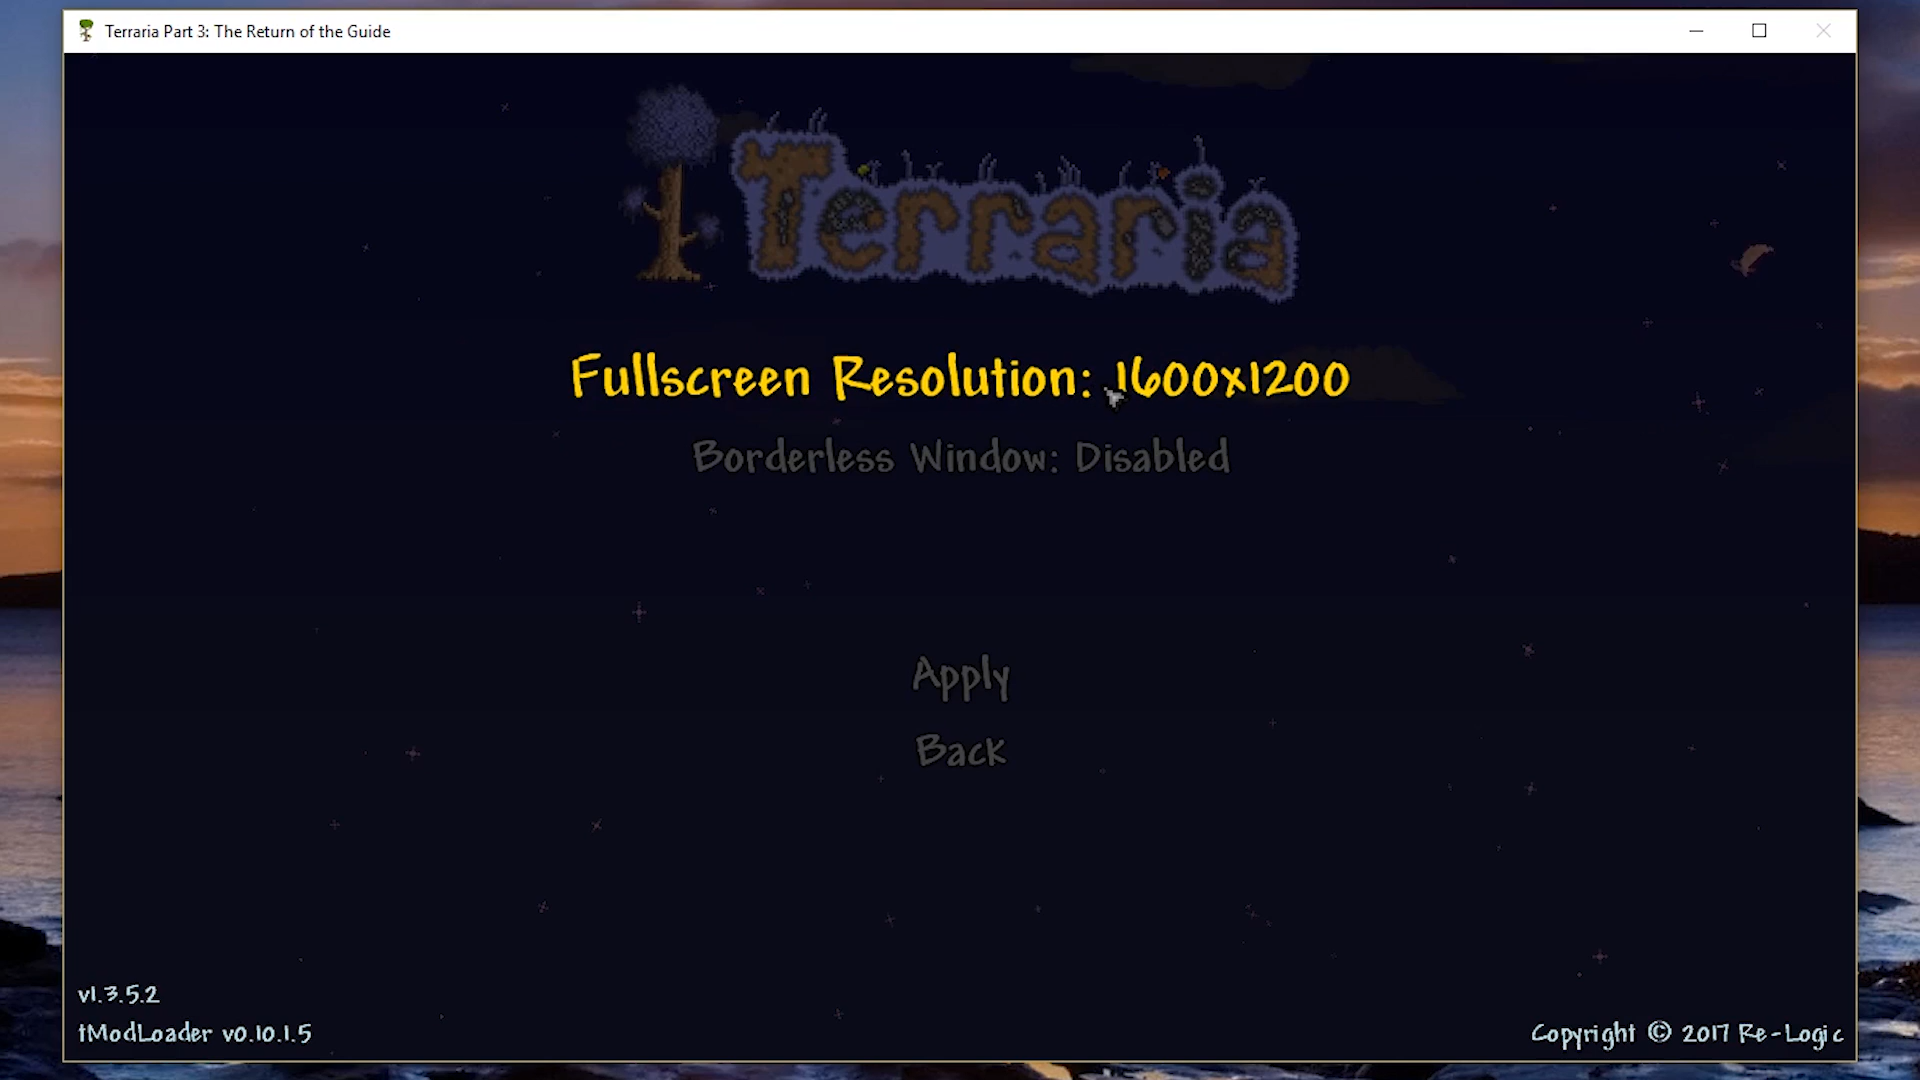 Terraria Part 3: The Return of the Guide
Terraria
Fullscreen Resolution: 1600x1200
Borderless Window: Disabled
Apply
Back
v1.3.5.2
tModLoader v0.10.1.5
Copyright © 2017 Re-Logic